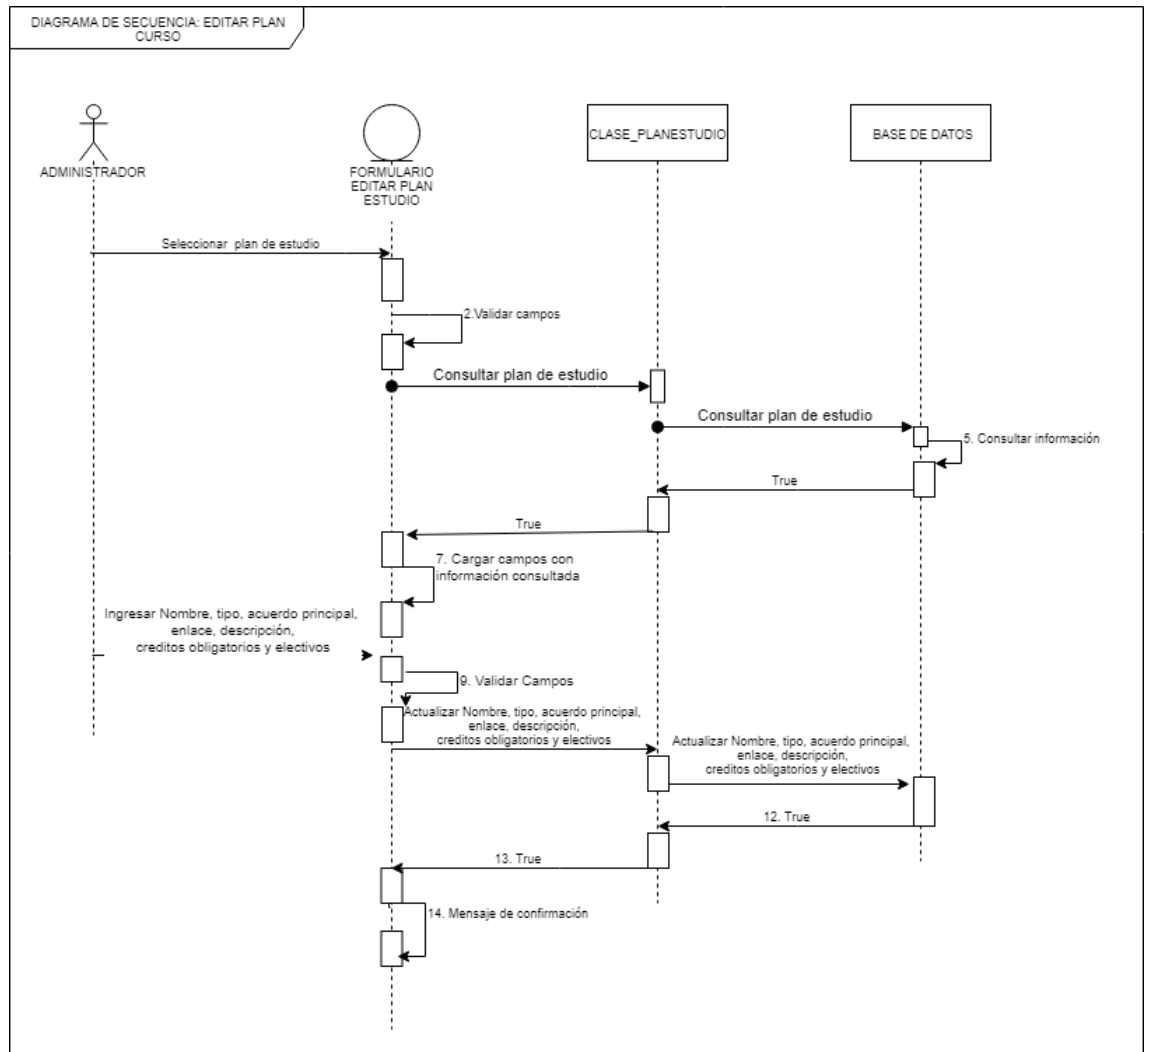 DIAGRAMA DE SECUENCIA: EDITAR PLAN
CURSO
ADMINISTRADOR
FORMULARIO
EDITAR PLAN
ESTUDIO
CLASE_PLANESTUDIO
BASE DE DATOS
Seleccionar plan de estudio
2.Validar campos
Consultar plan de estudio
Consultar plan de estudio
5. Consultar información
True
True
7. Cargar campos con
información consultada
Ingresar Nombre, tipo, acuerdo principal,
enlace, descripción,
creditos obligatorios y electivos
9. Validar Campos
Actualizar Nombre, tipo, acuerdo principal,
enlace, descripción,
creditos obligatorios y electivos
Actualizar Nombre, tipo, acuerdo principal,
enlace, descripción,
creditos obligatorios y electivos
12. True
13. True
14. Mensaje de confirmación